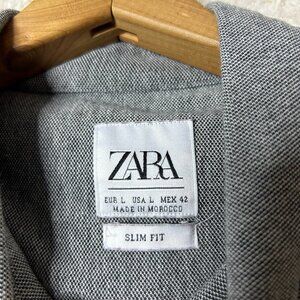 ZARA
EUR L USA L MEX 42
MADE IN MOROCCO
SLIM FIT